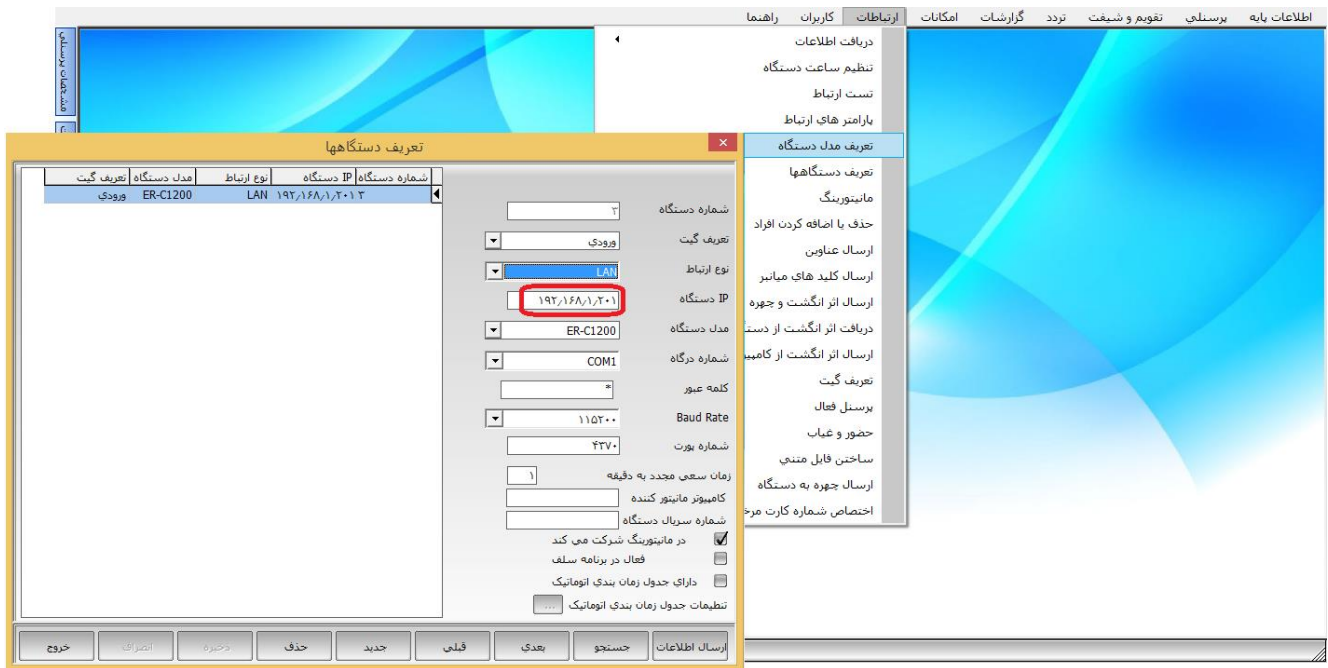 اطلاعات پایه پرسنلي تقویم و شیفت تردد گزارشات امکانات ارتباطات کاربران راهنما
دریافت اطلاعات
تنظیم ساعت دستگاه
تست ارتباط
پارامتر هاي ارتباط
تعریف مدل دستگاه
تعریف دستگاهها
مانیتورینگ
حذف یا اضافه کردن افراد
ارسال عناوین
ارسال کلید هاي میانبر
ارسال اثر انگشت و چهره
دریافت اثر انگشت از دست
ارسال اثر انگشت از کامپیو
تعریف گیت
پرسنل فعال
حضور و غیاب
ساختن فایل متني
ارسال چهره به دستگاه
اختصاص شماره کارت مرخ
مشخصات پرسنلي
تعریف دستگاهها
شماره دستگاه IP دستگاه نوع ارتباط مدل دستگاه تعریف گیت
۳ ۱۹۲٫۱۶۸٫۱٫۲۰۱ LAN ER-C1200 ورودي
شماره دستگاه ۳
تعریف گیت ورودي
نوع ارتباط LAN
IP دستگاه ۱۹۲٫۱۶۸٫۱٫۲۰۱
مدل دستگاه ER-C1200
شماره درگاه COM1
کلمه عبور *
Baud Rate ۱۱۵۲۰۰
شماره پورت ۴۳۷۰
زمان سعي مجدد به دقیقه ۱
کامپیوتر مانیتور کننده
شماره سریال دستگاه
در مانیتورینگ شرکت مي کند
فعال در برنامه سلف
داراي جدول زمان بندي اتوماتیک
تنظیمات جدول زمان بندي اتوماتیک ...
ارسال اطلاعات جستجو بعدي قبلي جدید حذف ذخیره انصراف خروج